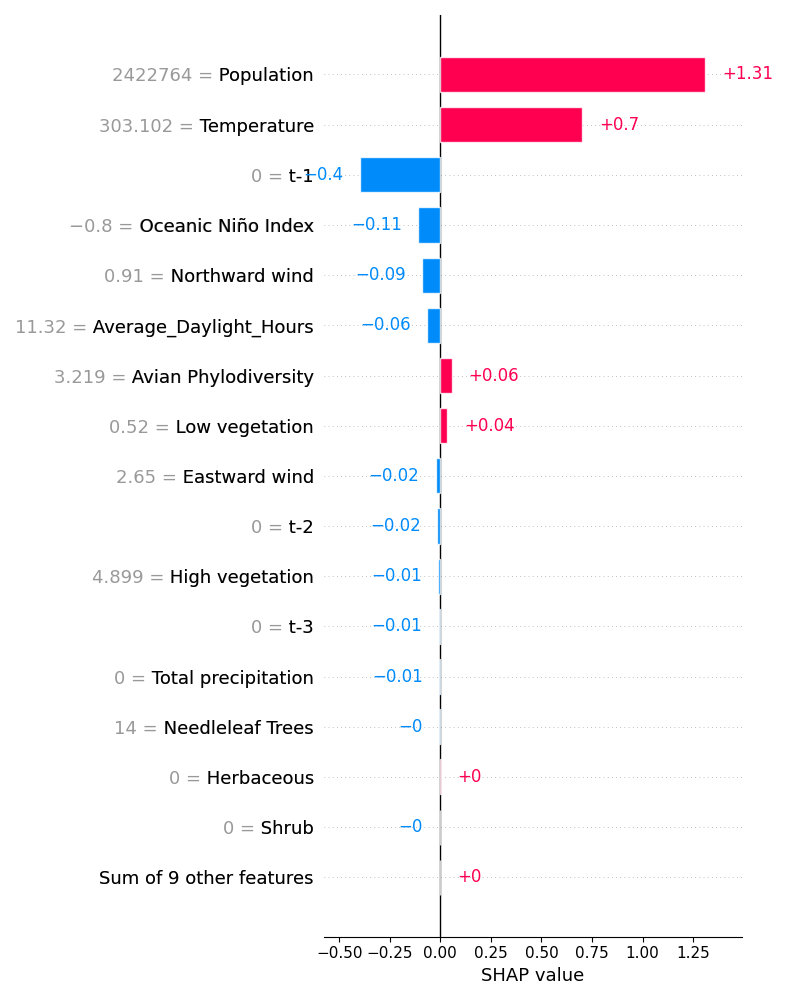 2422764 = Population +1.31
303.102 = Temperature +0.7
0 = t-1 −0.4
−0.8 = Oceanic Niño Index −0.11
0.91 = Northward wind −0.09
11.32 = Average_Daylight_Hours −0.06
3.219 = Avian Phylodiversity +0.06
0.52 = Low vegetation +0.04
2.65 = Eastward wind −0.02
0 = t-2 −0.02
4.899 = High vegetation −0.01
0 = t-3 −0.01
0 = Total precipitation −0.01
14 = Needleleaf Trees −0
0 = Herbaceous +0
0 = Shrub −0
Sum of 9 other features +0
−0.50 −0.25 0.00 0.25 0.50 0.75 1.00 1.25
SHAP value